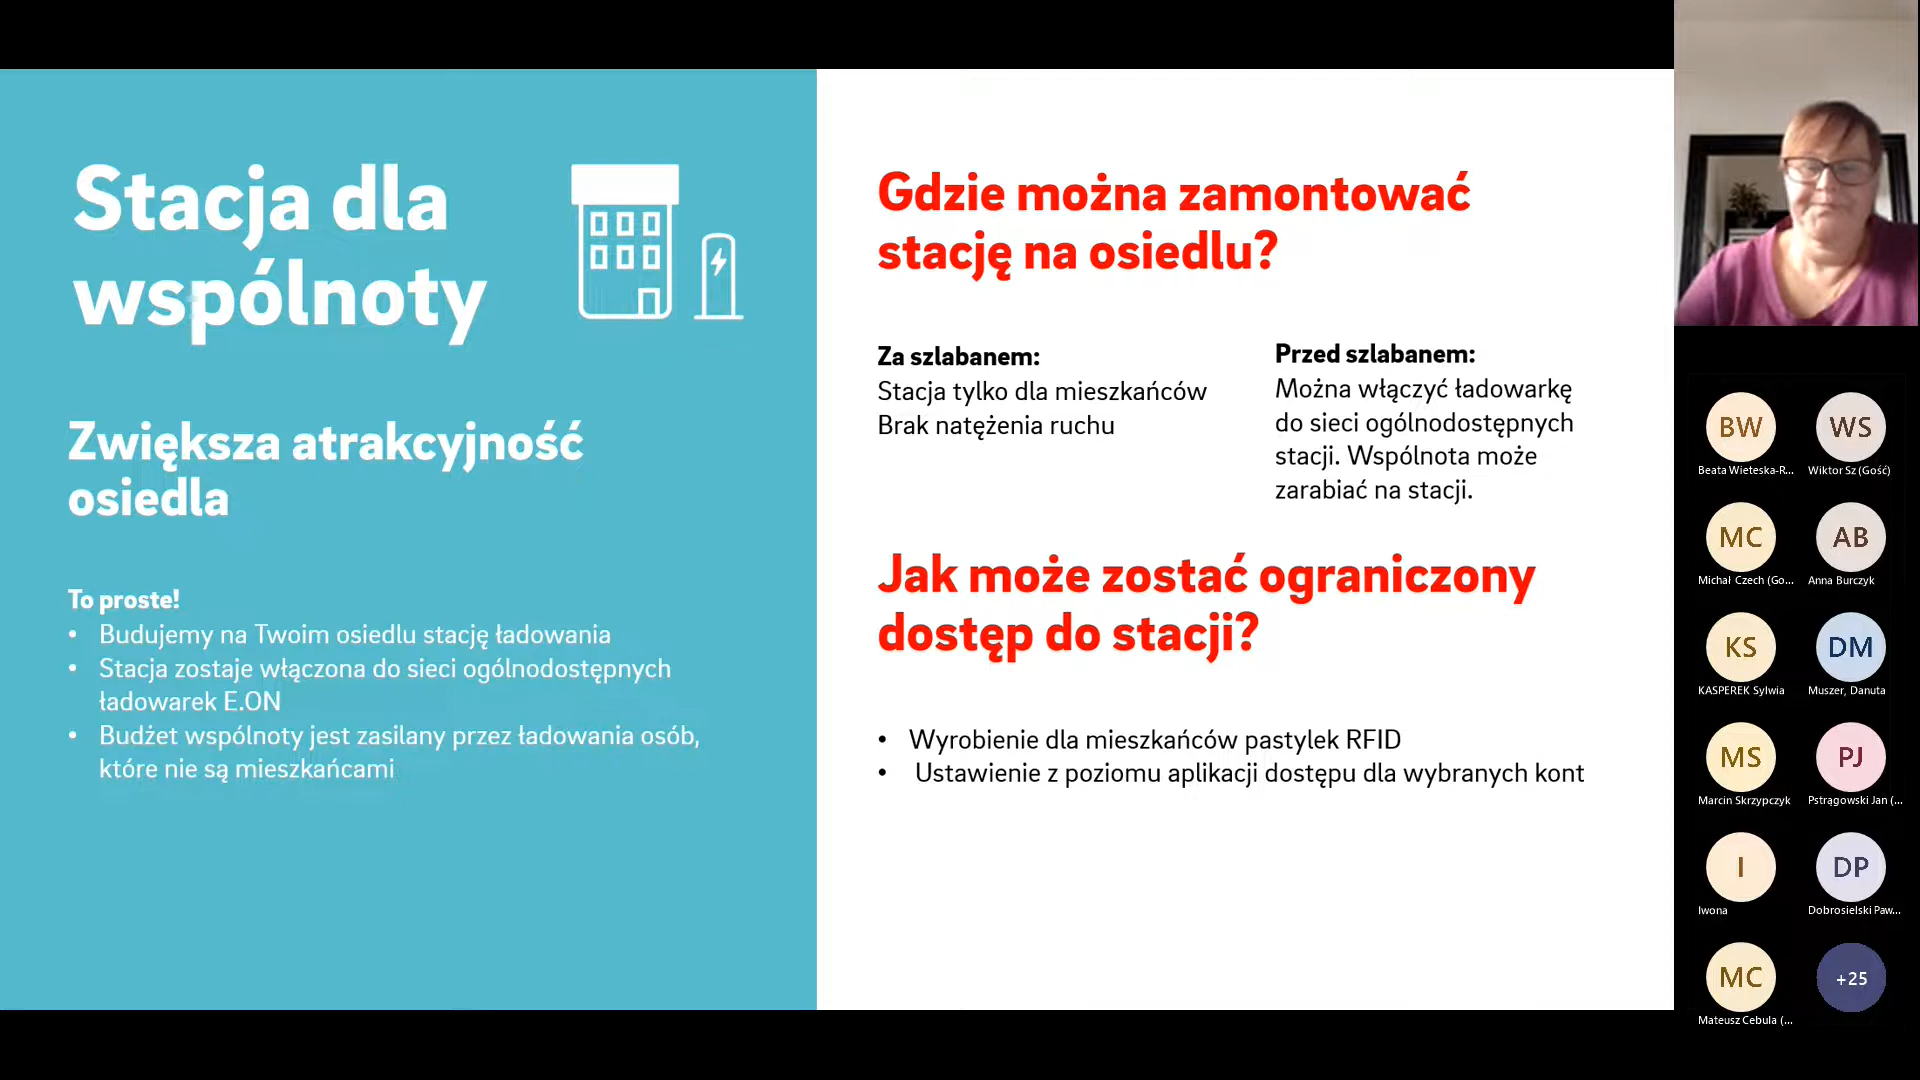 Stacja dla
wspólnoty
Zwiększa atrakcyjność
osiedla
To proste!
• Budujemy na Twoim osiedlu stację ładowania
• Stacja zostaje włączona do sieci ogólnodostępnych
ładowarek E.ON
• Budżet wspólnoty jest zasilany przez ładowania osób,
które nie są mieszkańcami
Gdzie można zamontować
stację na osiedlu?
Za szlabanem:
Stacja tylko dla mieszkańców
Brak natężenia ruchu
Przed szlabanem:
Można włączyć ładowarkę
do sieci ogólnodostępnych
stacji. Wspólnota może
zarabiać na stacji.
Jak może zostać ograniczony
dostęp do stacji?
• Wyrobienie dla mieszkańców pastylek RFID
• Ustawienie z poziomu aplikacji dostępu dla wybranych kont
BW
Beata Wieteska-R...
WS
Wiktor Sz (Gość)
MC
Michał Czech (Go...
AB
Anna Burczyk
KS
KASPEREK Sylwia
DM
Muszer, Danuta
MS
Marcin Skrzypczyk
PJ
Pstrągowski Jan (...
I
Iwona
DP
Dobrosielski Paw...
MC
Mateusz Cebula (...
+25